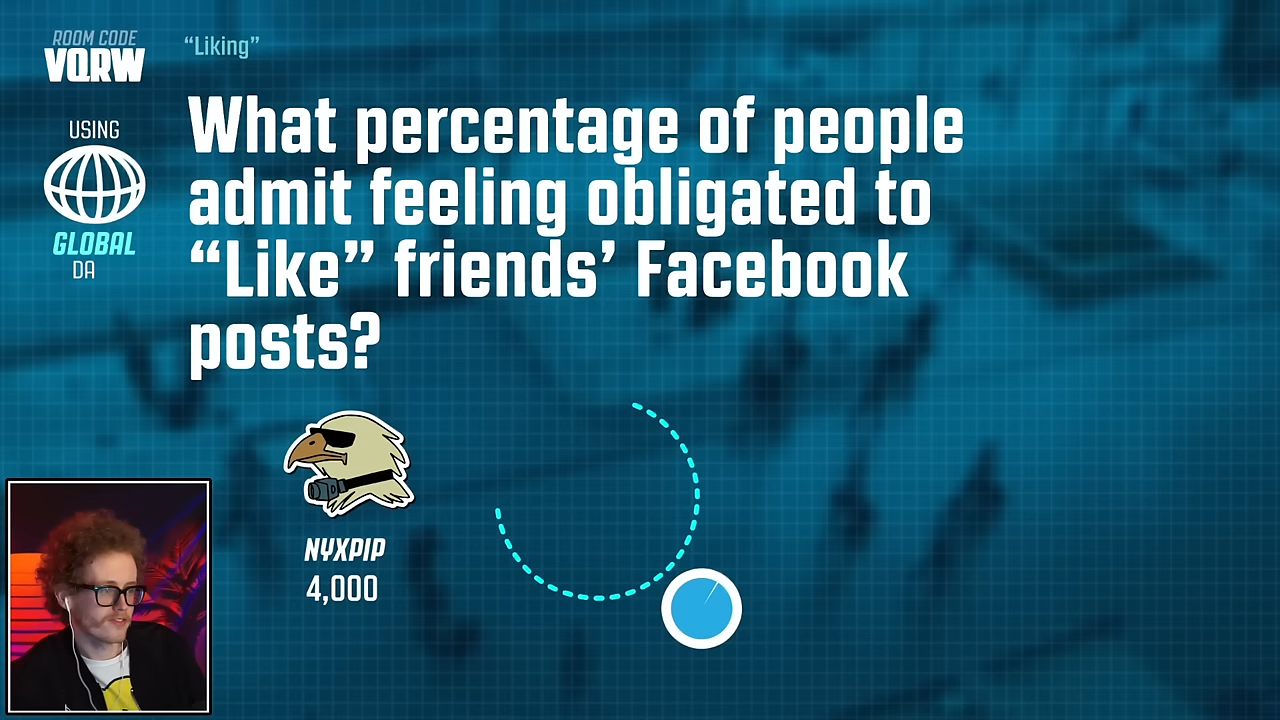 ROOM CODE
VQRW
“Liking”
USING
GLOBAL
DA
What percentage of people
admit feeling obligated to
“Like” friends’ Facebook
posts?
NYXPIP
4,000